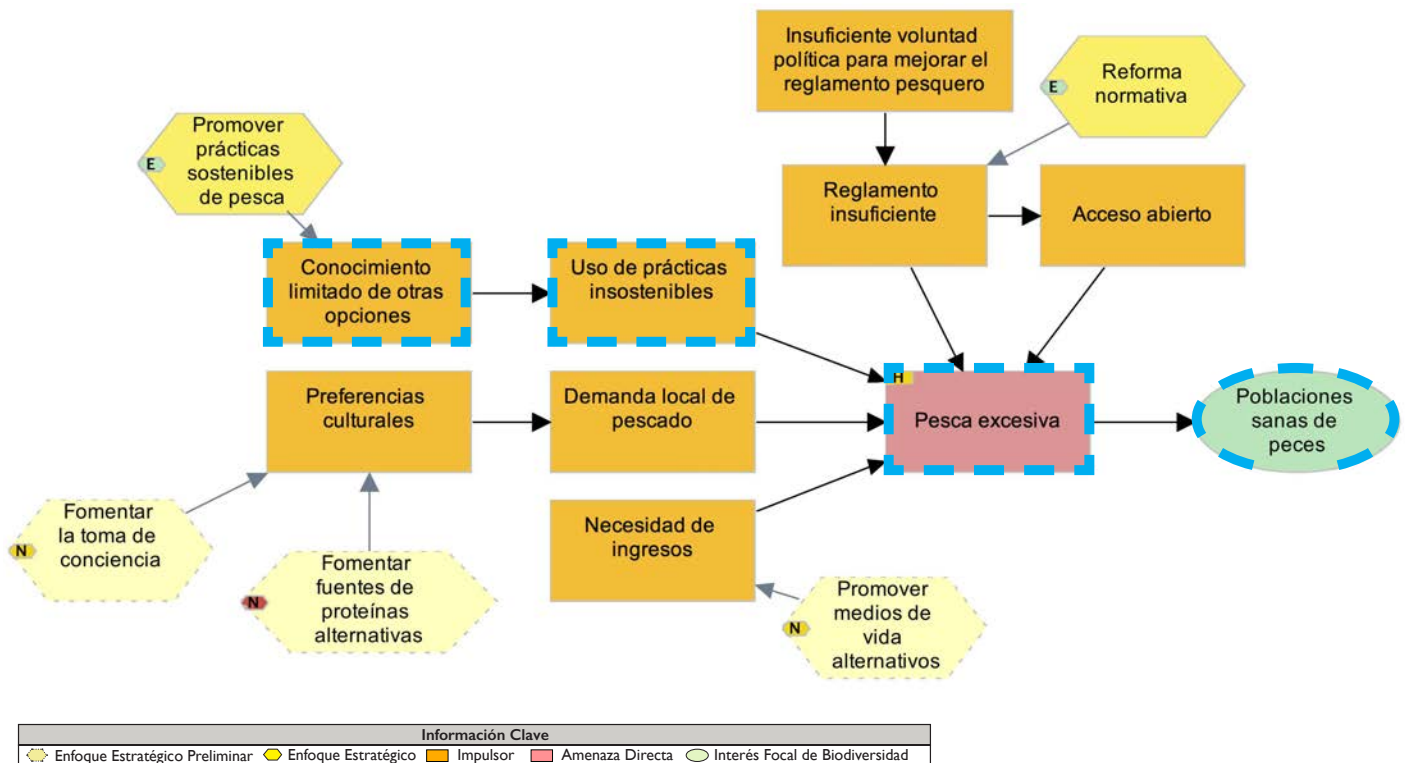 Insuficiente voluntad
política para mejorar el
reglamento pesquero
E
Reforma
normativa
Promover
prácticas
sostenibles
de pesca
E
Reglamento
insuficiente
Acceso abierto
Conocimiento
limitado de otras
opciones
Uso de prácticas
insostenibles
Preferencias
culturales
Demanda local de
pescado
H
Pesca excesiva
Poblaciones
sanas de
peces
Fomentar
la toma de
conciencia
N
Fomentar
fuentes de
proteínas
alternativas
N
Necesidad de
ingresos
Promover
medios de
vida
alternativos
N
Información Clave
Enfoque Estratégico Preliminar Enfoque Estratégico Impulsor Amenaza Directa Interés Focal de Biodiversidad